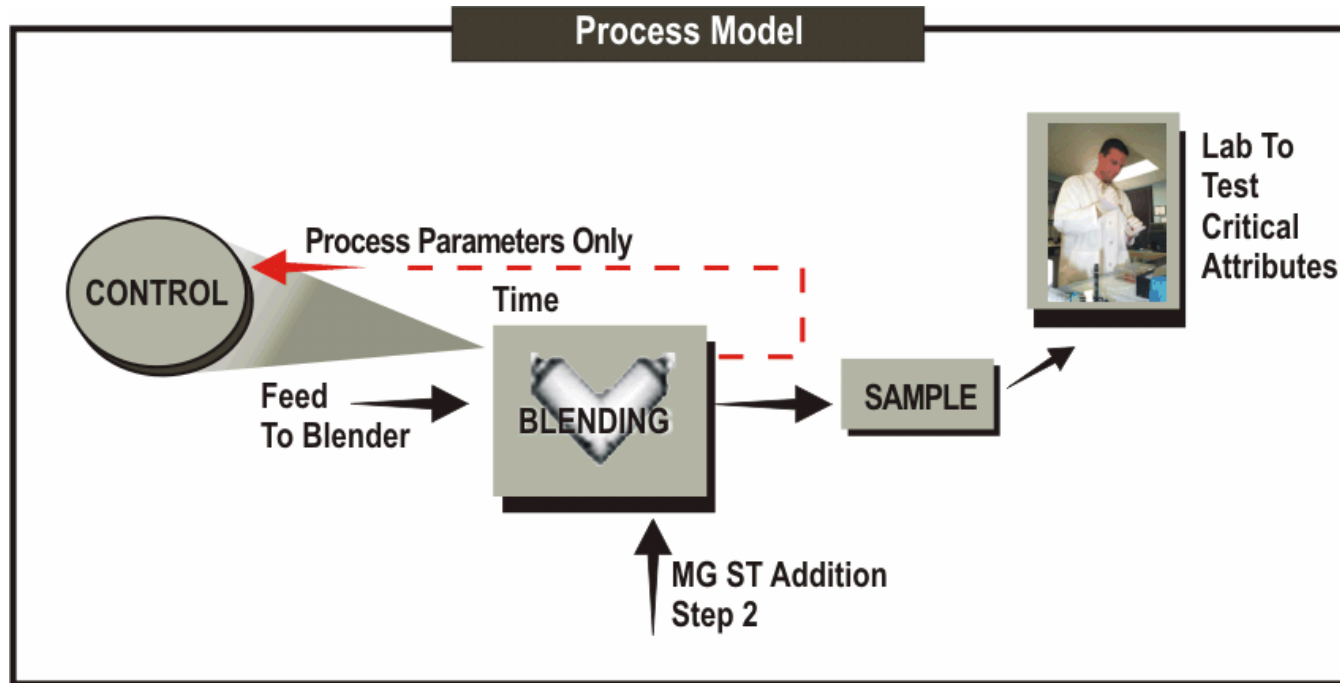 Process Model
Lab To
Test
Critical
Attributes
Process Parameters Only
CONTROL
Time
Feed
To Blender
BLENDING
SAMPLE
MG ST Addition
Step 2